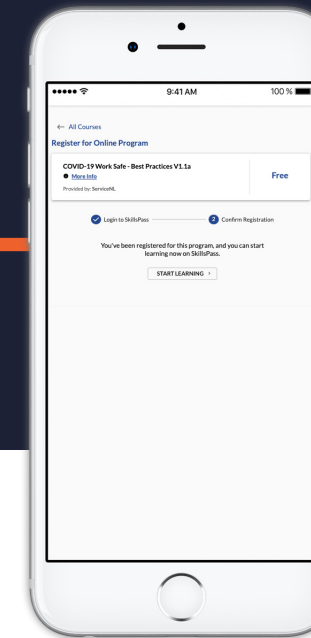 9:41 AM
100 %
← All Courses
Register for Online Program
COVID-19 Work Safe - Best Practices V1.1a
More Info
Free
Provided by: ServiceNL
Login to SkillsPass
2 Confirm Registration
You've been registered for this program, and you can start
learning now on SkillsPass.
START LEARNING ›